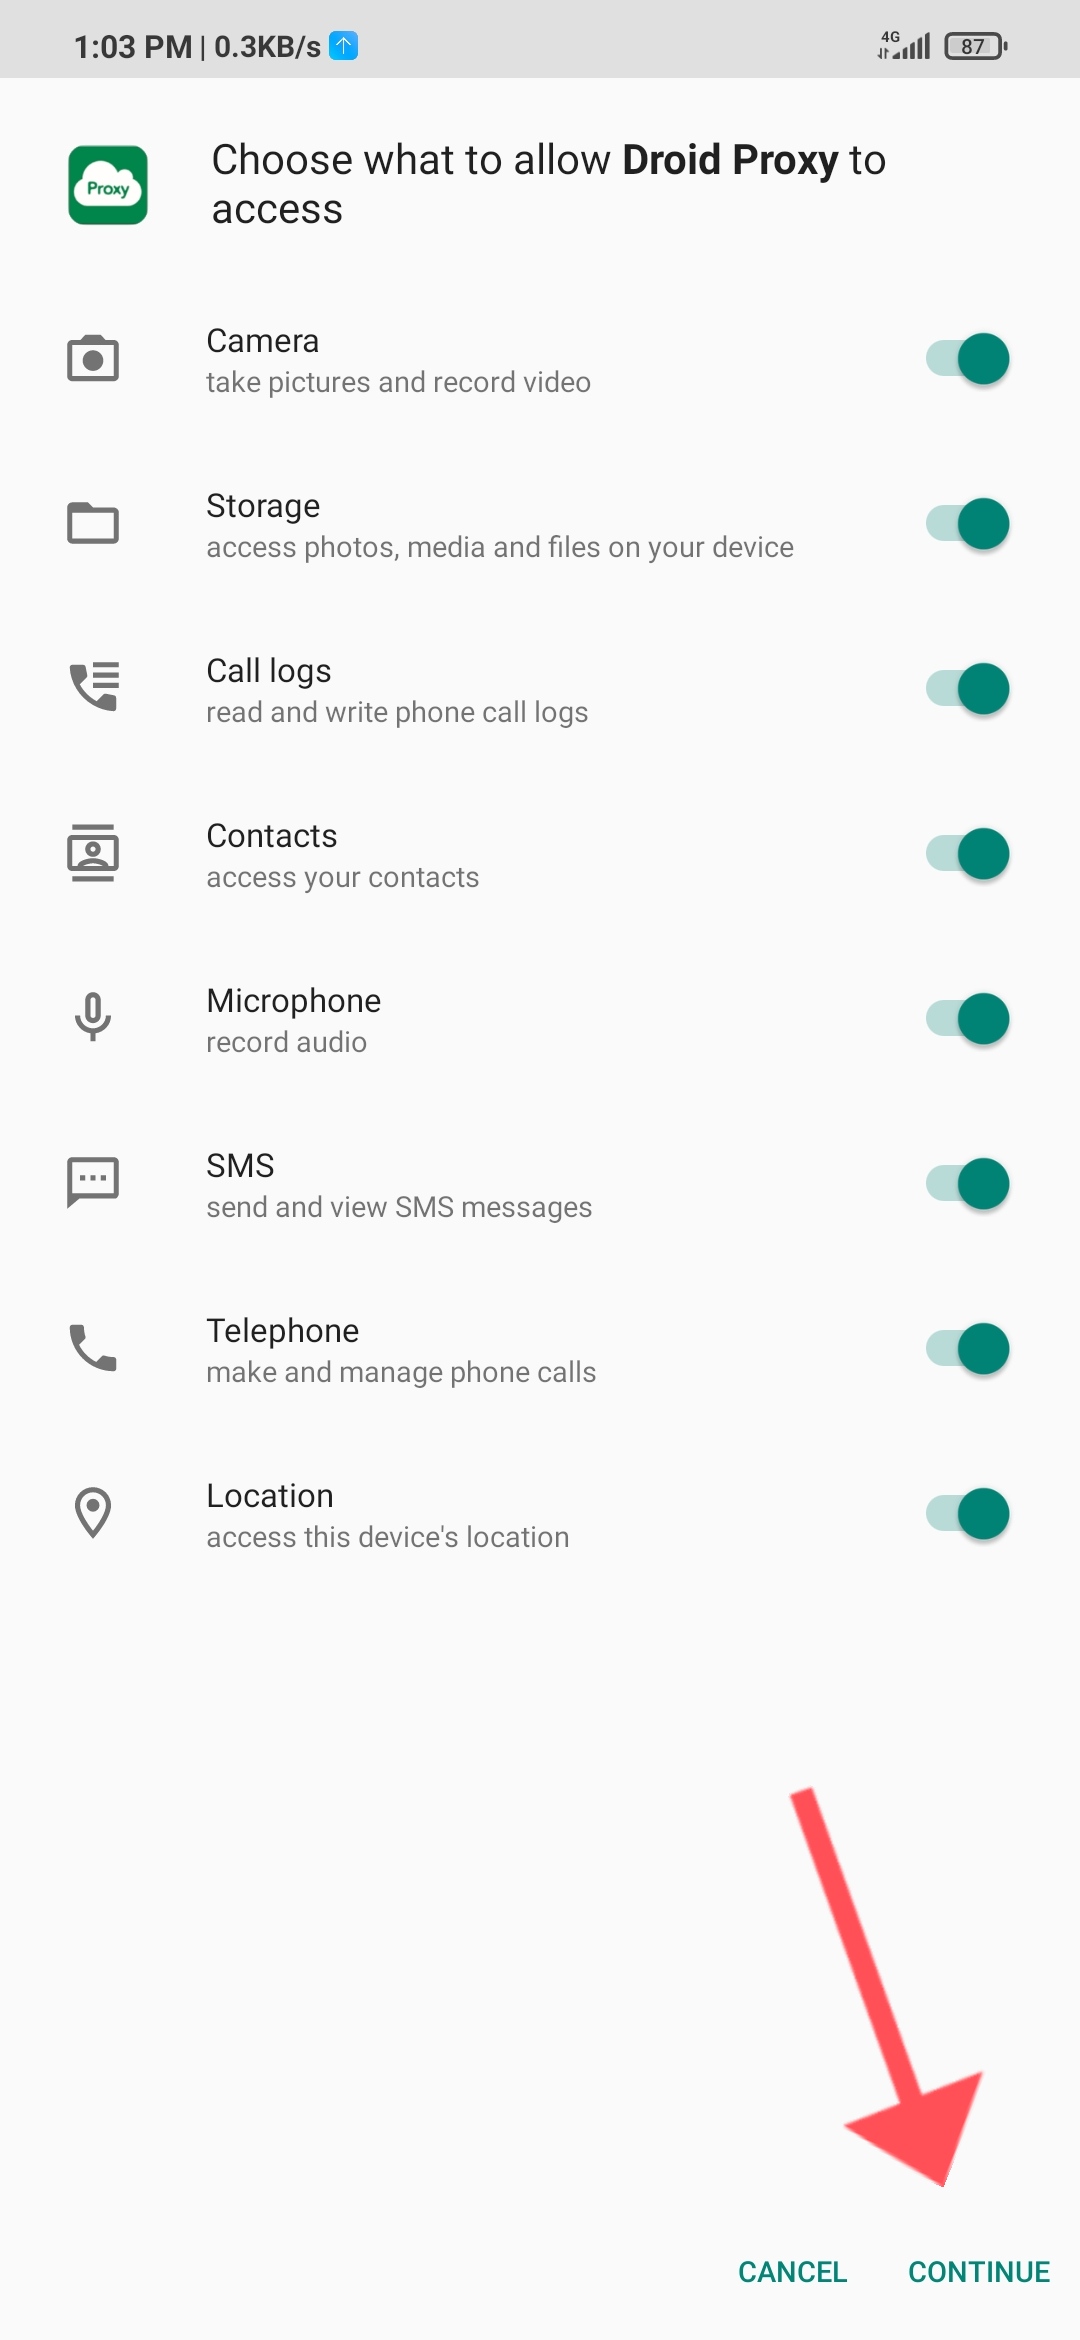 1:03 PM | 0.3KB/s
4G
87
Proxy
Choose what to allow Droid Proxy to
access
Camera
take pictures and record video
Storage
access photos, media and files on your device
Call logs
read and write phone call logs
Contacts
access your contacts
Microphone
record audio
SMS
send and view SMS messages
Telephone
make and manage phone calls
Location
access this device's location
CANCEL CONTINUE